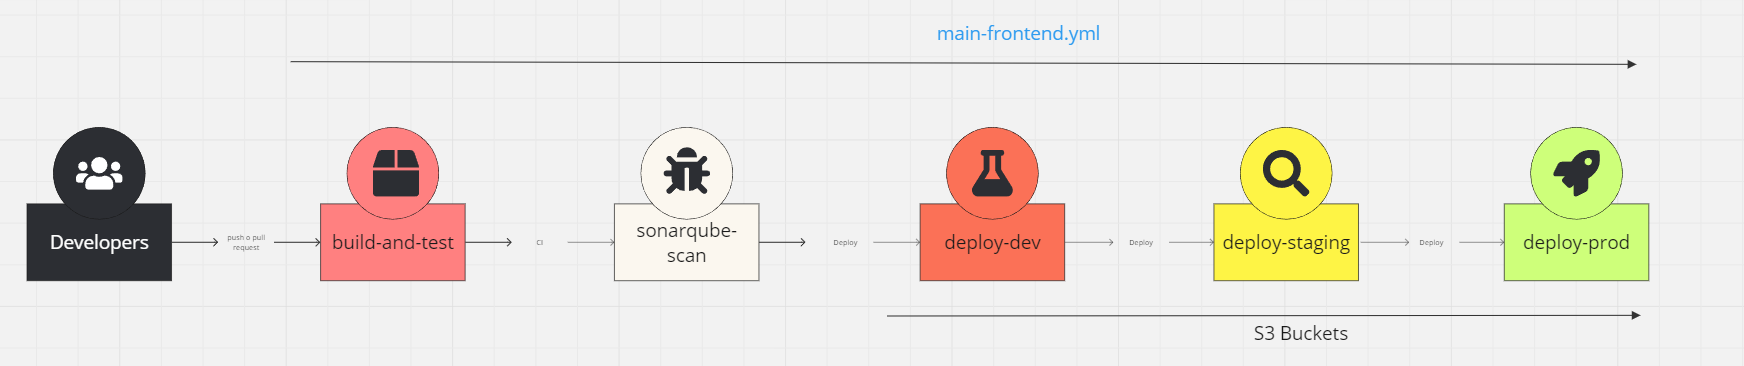 main-frontend.yml
Developers
push o pull
request
build-and-test
CI
sonarqube-
scan
Deploy
deploy-dev
Deploy
deploy-staging
Deploy
deploy-prod
S3 Buckets